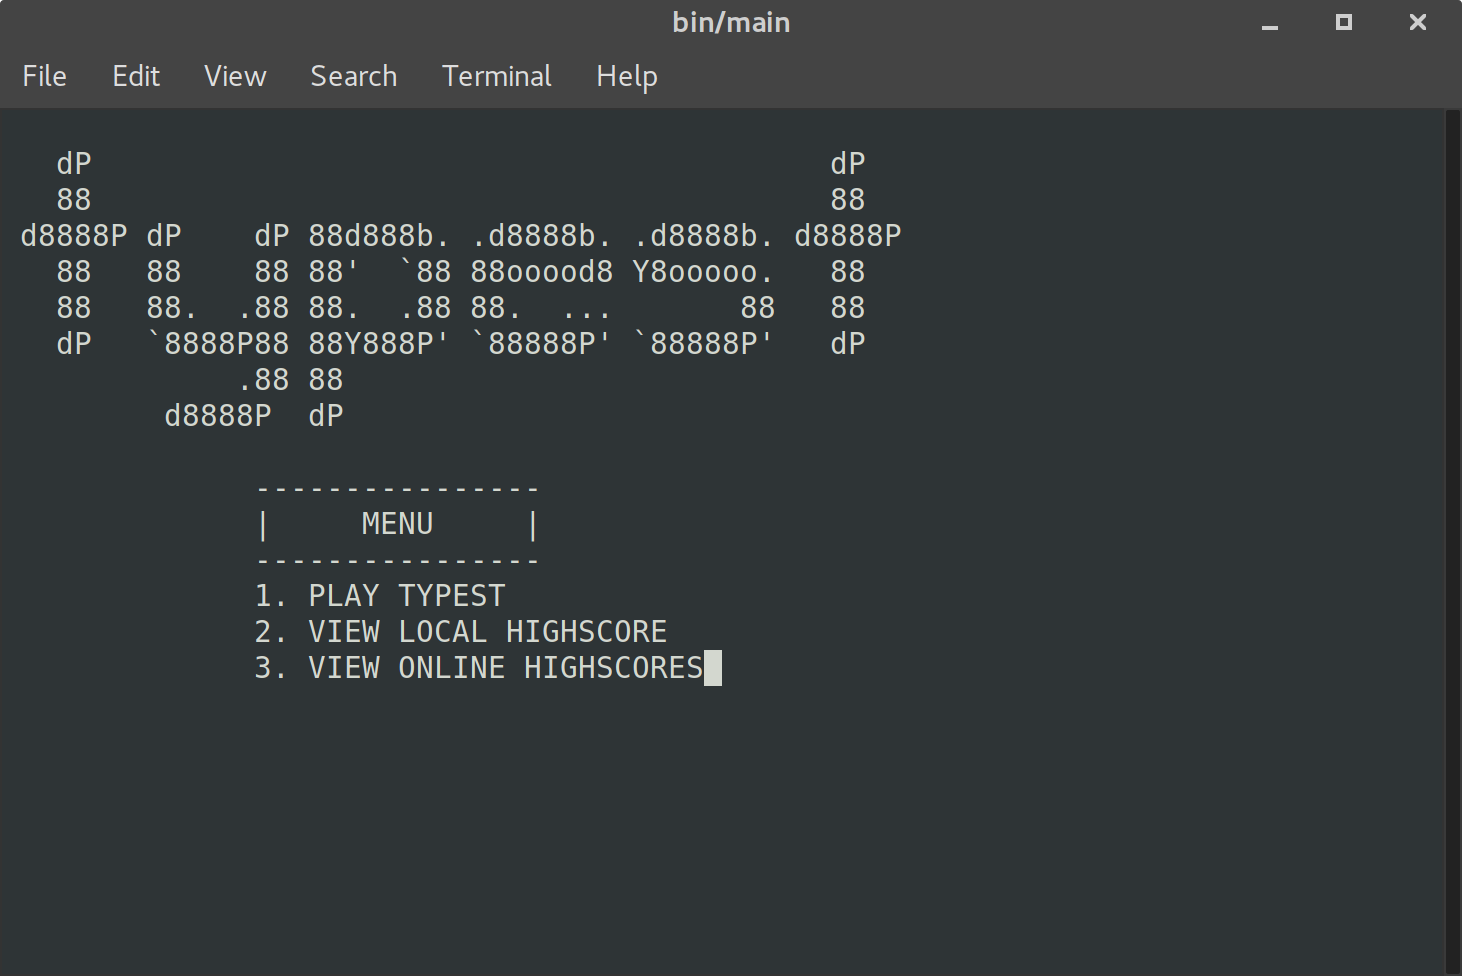 bin/main
File Edit View Search Terminal Help
  dP                                         dP
  88                                         88
d8888P dP    dP 88d888b. .d8888b. .d8888b. d8888P
  88   88    88 88'  `88 88ooood8 Y8ooooo.   88
  88   88.  .88 88.  .88 88.  ...       88   88
  dP   `8888P88 88Y888P' `88888P' `88888P'   dP
            .88 88
        d8888P  dP
----------------
|     MENU     |
----------------
1. PLAY TYPEST
2. VIEW LOCAL HIGHSCORE
3. VIEW ONLINE HIGHSCORES